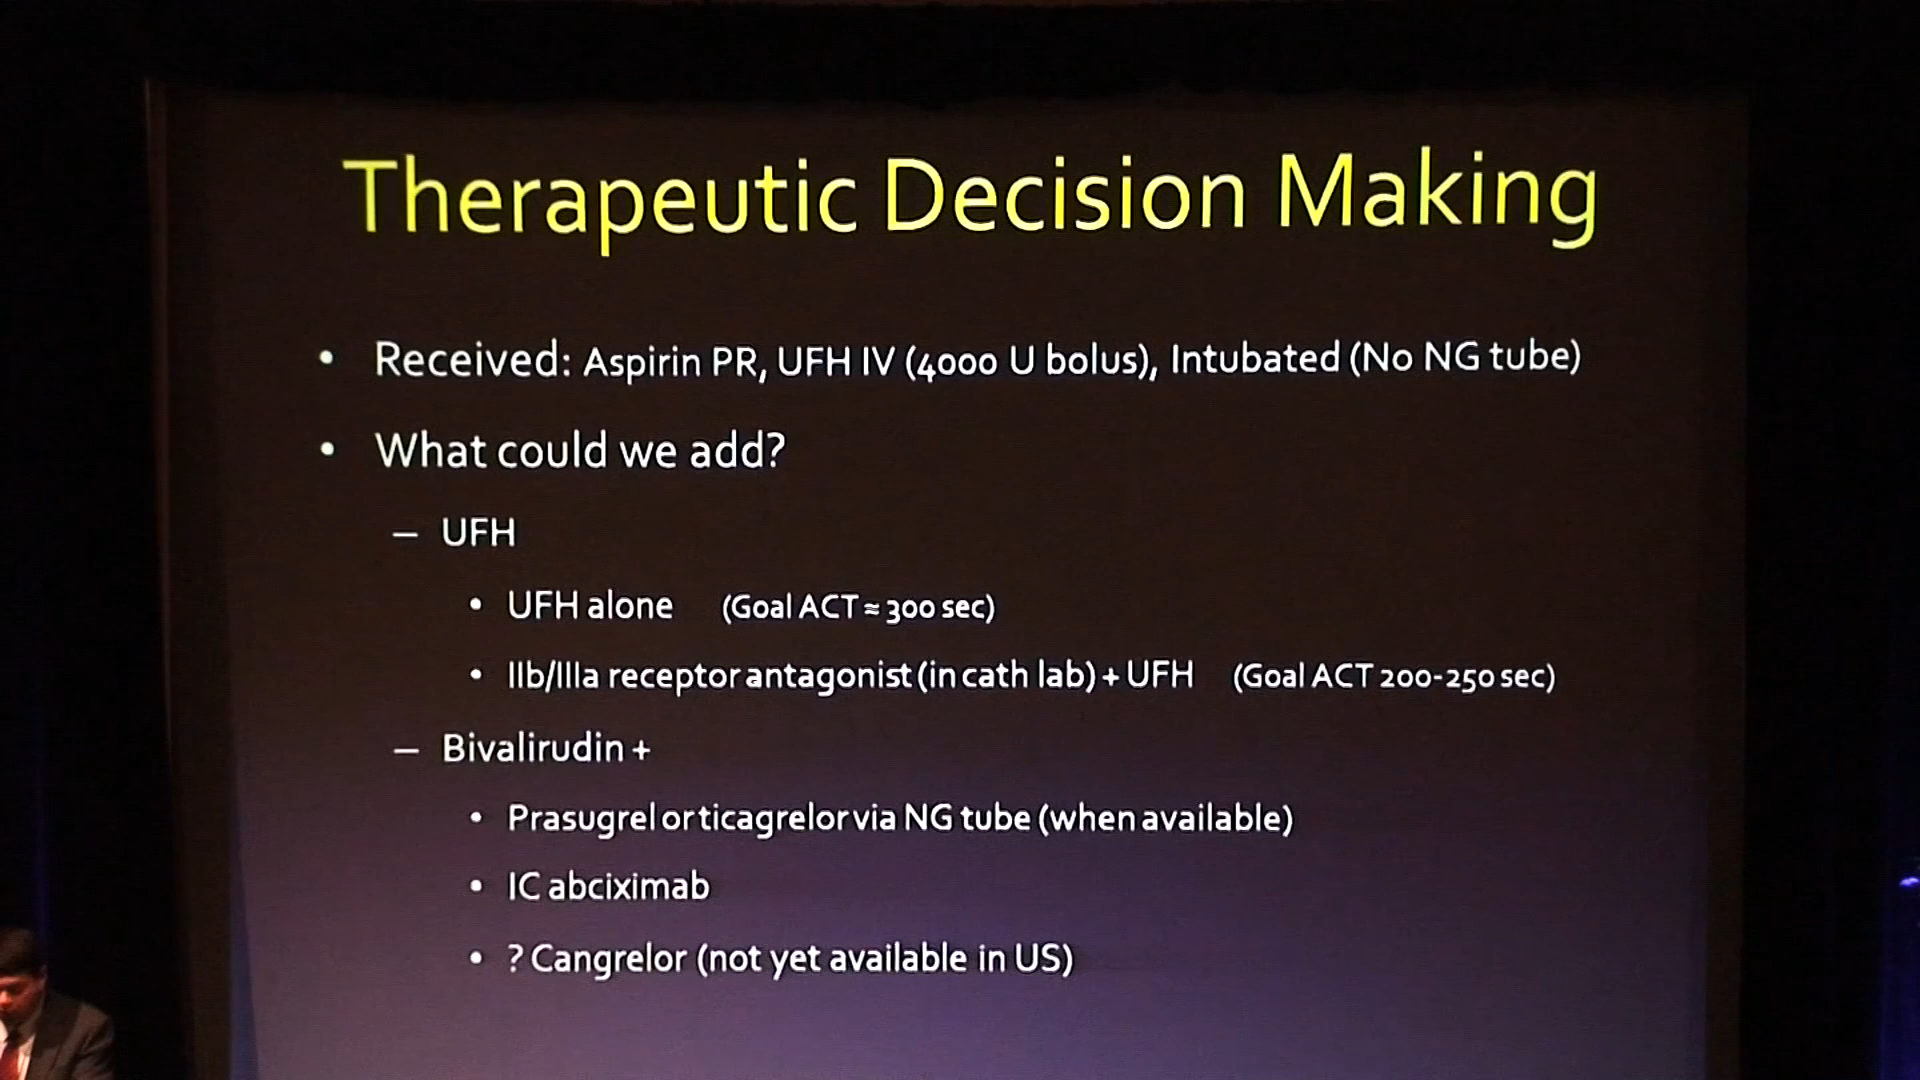 Therapeutic Decision Making
• Received: Aspirin PR, UFH IV (4000 U bolus), Intubated (No NG tube)
• What could we add?
– UFH
• UFH alone (Goal ACT ≈ 300 sec)
• IIb/IIIa receptor antagonist (in cath lab) + UFH (Goal ACT 200-250 sec)
– Bivalirudin +
• Prasugrel or ticagrelor via NG tube (when available)
• IC abciximab
• ? Cangrelor (not yet available in US)